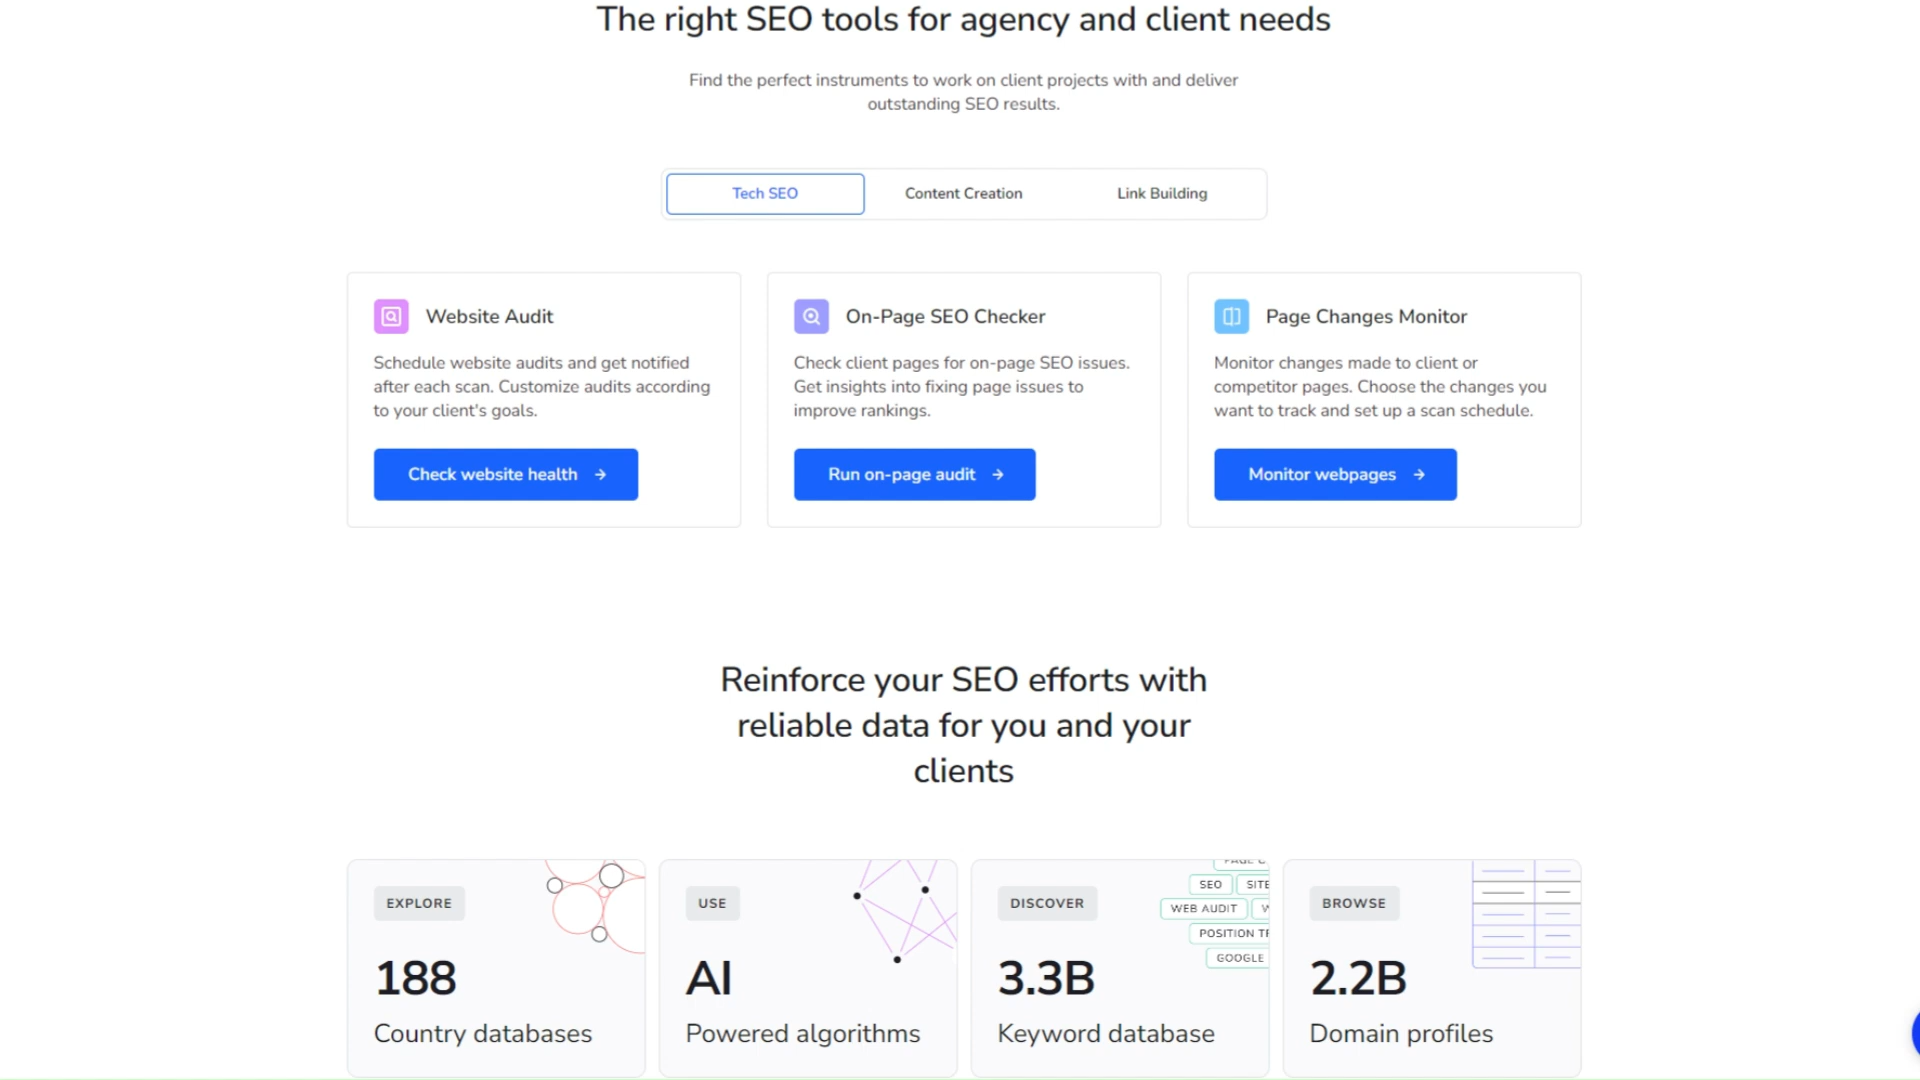 The right SEO tools for agency and client needs
Find the perfect instruments to work on client projects with and deliver
outstanding SEO results.
Tech SEO
Content Creation
Link Building
Website Audit
Schedule website audits and get notified
after each scan. Customize audits according
to your client's goals.
Check website health
On-Page SEO Checker
Check client pages for on-page SEO issues.
Get insights into fixing page issues to
improve rankings.
Run on-page audit
Page Changes Monitor
Monitor changes made to client or
competitor pages. Choose the changes you
want to track and set up a scan schedule.
Monitor webpages
Reinforce your SEO efforts with
reliable data for you and your
clients
EXPLORE
188
Country databases
USE
AI
Powered algorithms
DISCOVER
PAGE C
SEO SITE
WEB AUDIT
POSITION TR
GOOGLE
3.3B
Keyword database
BROWSE
2.2B
Domain profiles